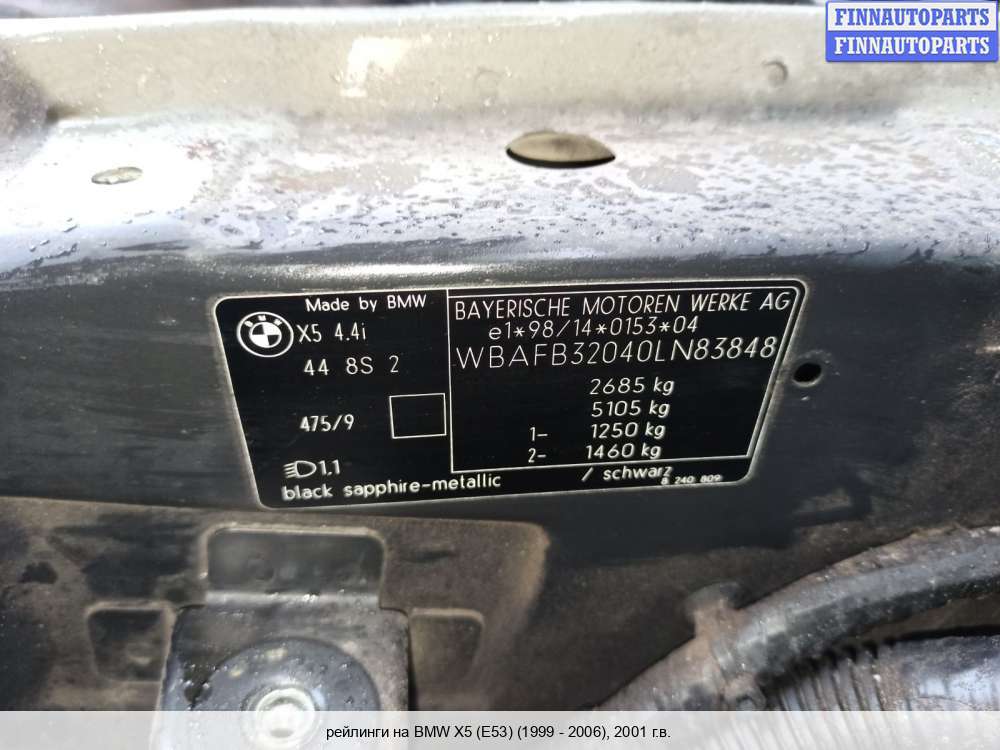 FINNAUTOPARTS
FINNAUTOPARTS
Made by BMW
BMW
X5 4.4i
44 8S 2
475/9
1.1
black sapphire-metallic / schwarz
8 240 809
BAYERISCHE MOTOREN WERKE AG
e1*98/14*0153*04
WBAFB32040LN83848
2685 kg
5105 kg
1- 1250 kg
2- 1460 kg
рейлинги на BMW X5 (E53) (1999 - 2006), 2001 г.в.